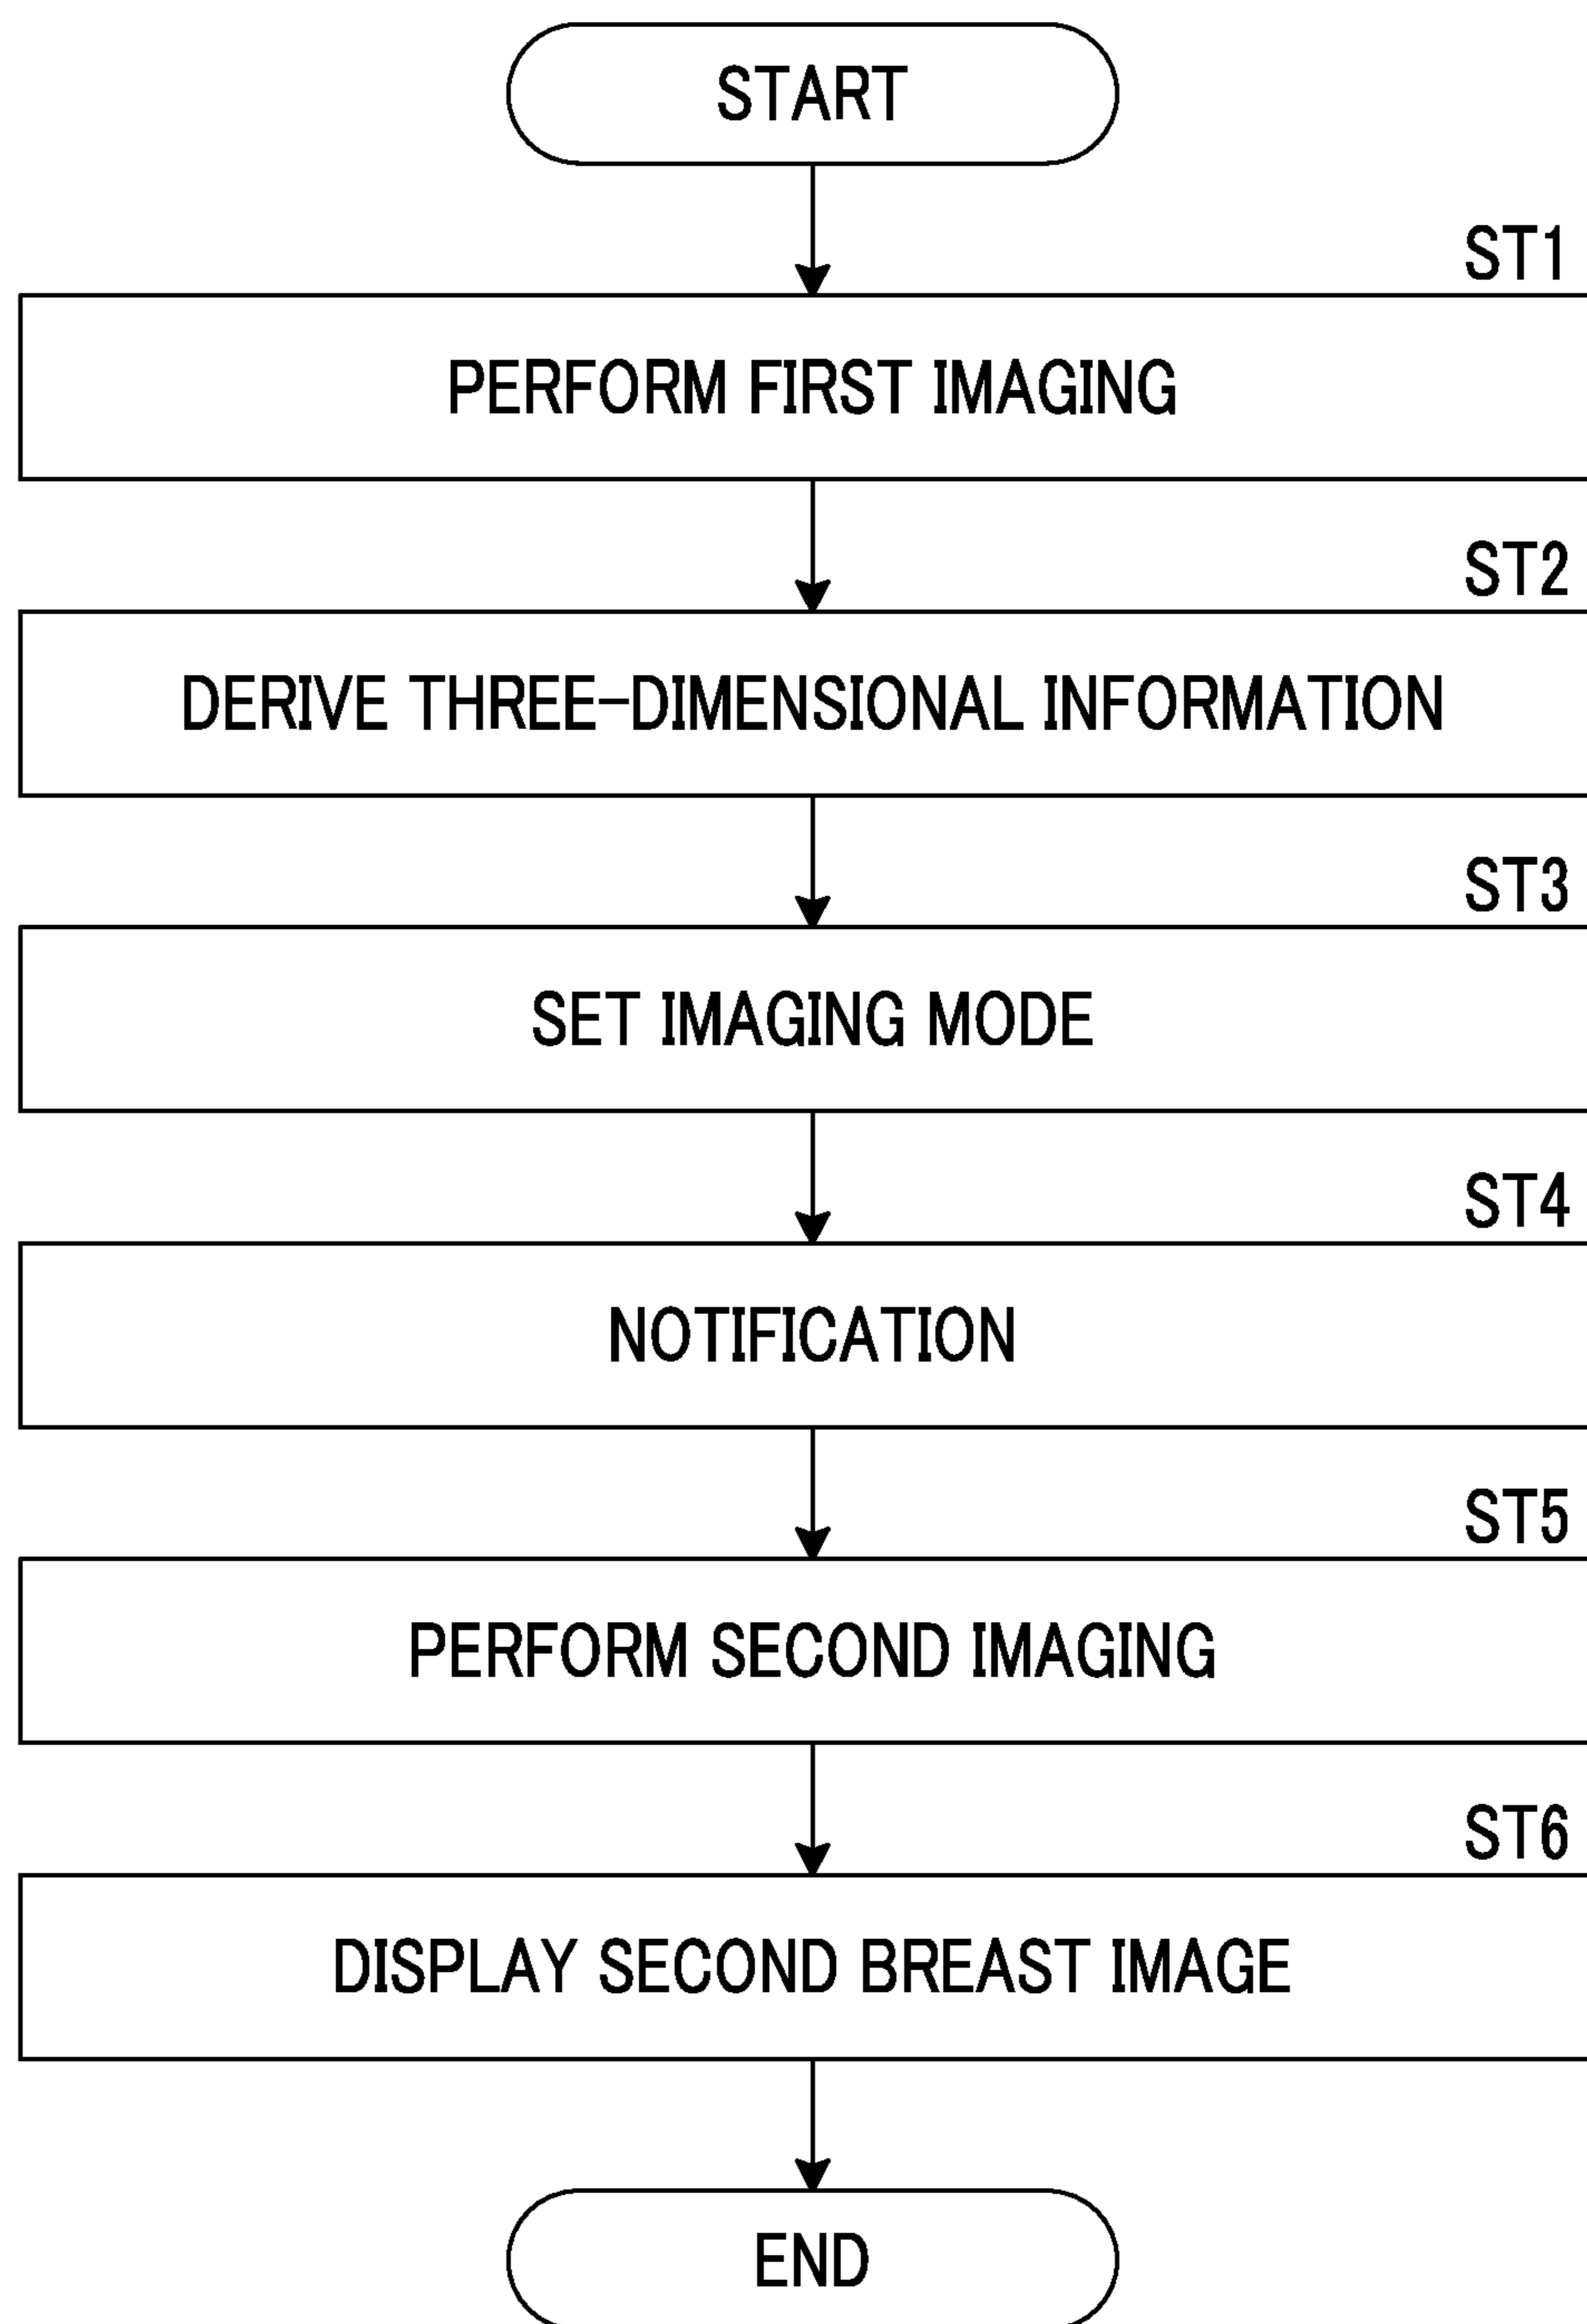 START
ST1
PERFORM FIRST IMAGING
ST2
DERIVE THREE-DIMENSIONAL INFORMATION
ST3
SET IMAGING MODE
ST4
NOTIFICATION
ST5
PERFORM SECOND IMAGING
ST6
DISPLAY SECOND BREAST IMAGE
END